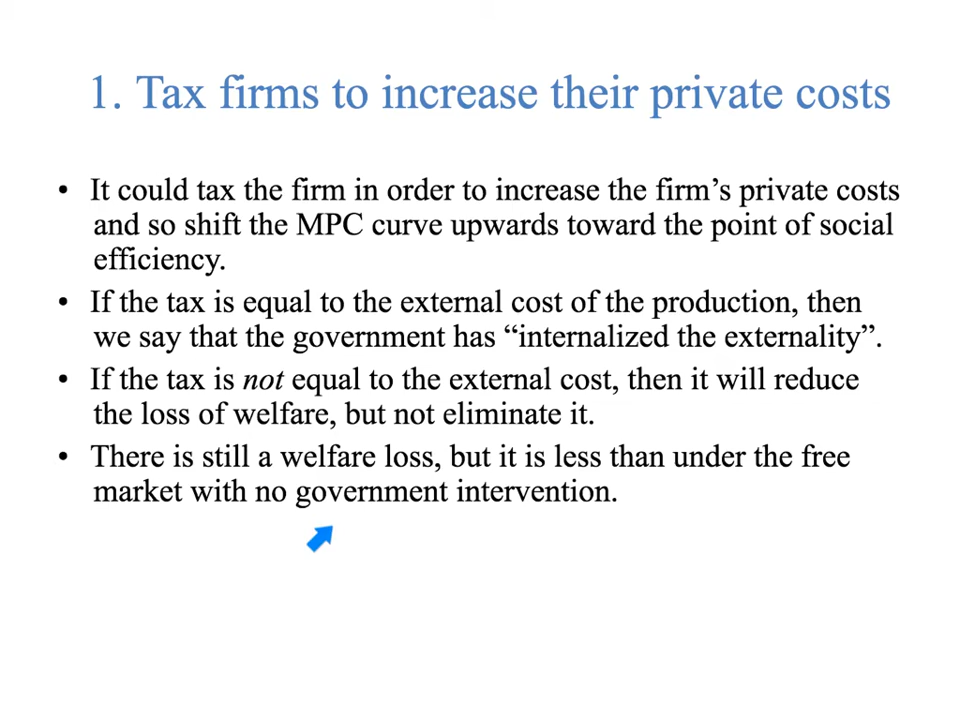 1. Tax firms to increase their private costs
• It could tax the firm in order to increase the firm’s private costs
and so shift the MPC curve upwards toward the point of social
efficiency.
• If the tax is equal to the external cost of the production, then
we say that the government has “internalized the externality”.
• If the tax is not equal to the external cost, then it will reduce
the loss of welfare, but not eliminate it.
• There is still a welfare loss, but it is less than under the free
market with no government intervention.